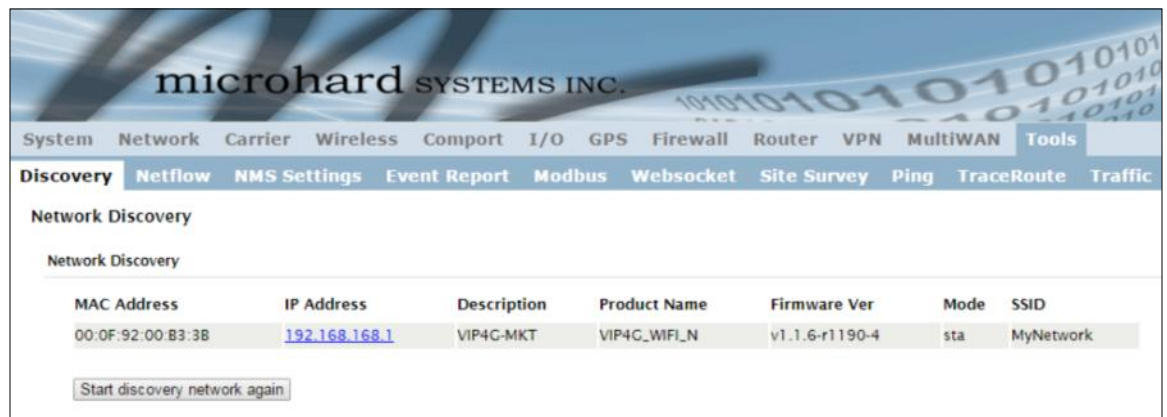 microhard SYSTEMS INC.
System Network Carrier Wireless Comport I/O GPS Firewall Router VPN MultiWAN Tools
Discovery Netflow NMS Settings Event Report Modbus Websocket Site Survey Ping TraceRoute Traffic
Network Discovery
Network Discovery
MAC Address IP Address Description Product Name Firmware Ver Mode SSID
00:0F:92:00:B3:3B 192.168.168.1 VIP4G-MKT VIP4G_WIFI_N v1.1.6-r1190-4 sta MyNetwork
Start discovery network again